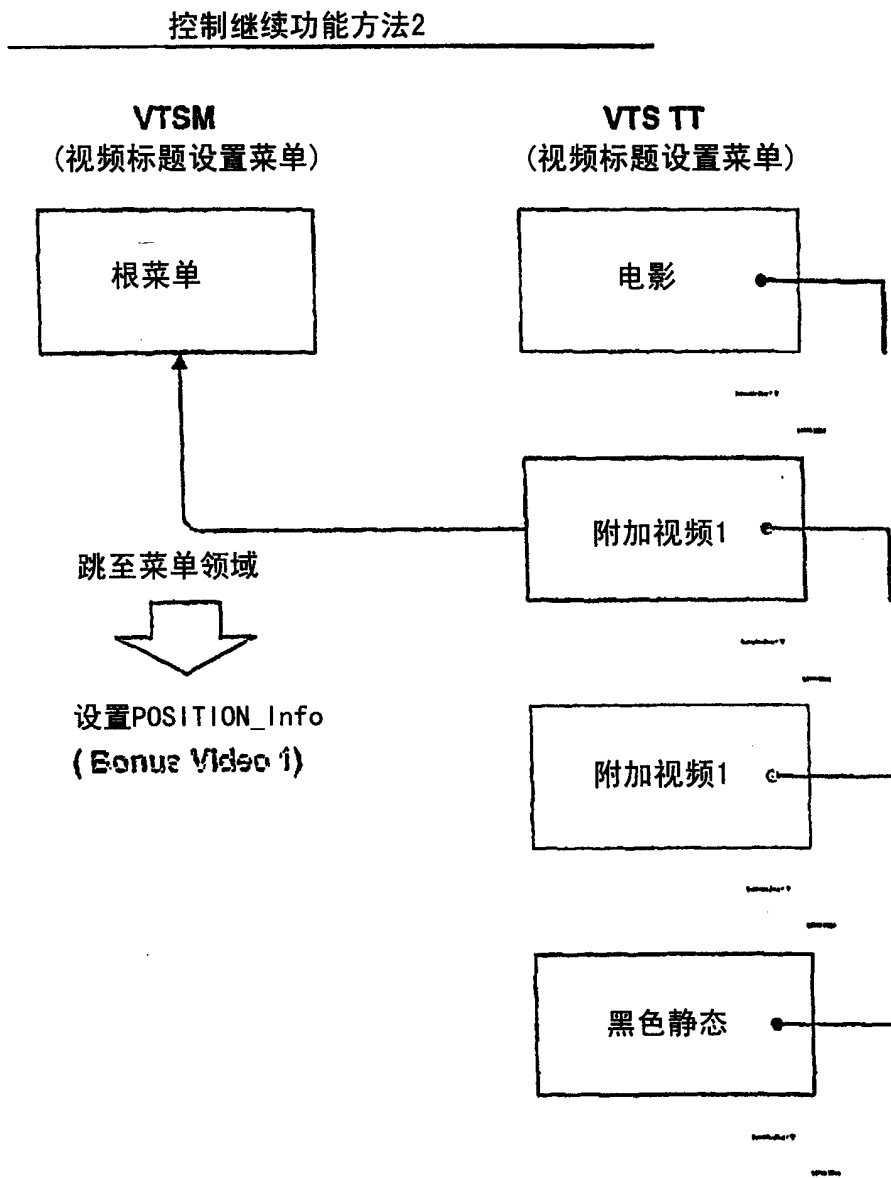 控制继续功能方法2
VTSM
(视频标题设置菜单)
VTS TT
(视频标题设置菜单)
根菜单
电影
附加视频1
跳至菜单领域
设置POSITION_Info
(Bonus Video 1)
附加视频1
黑色静态